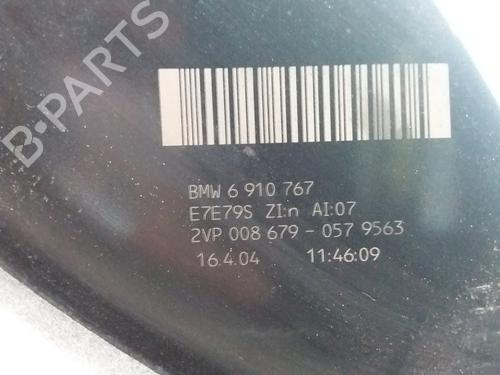 B-PARTS
BMW 6 910 767
E7E79S ZI:n AI:07
2VP 008 679- 057 9563
16.4.04 11:46:09